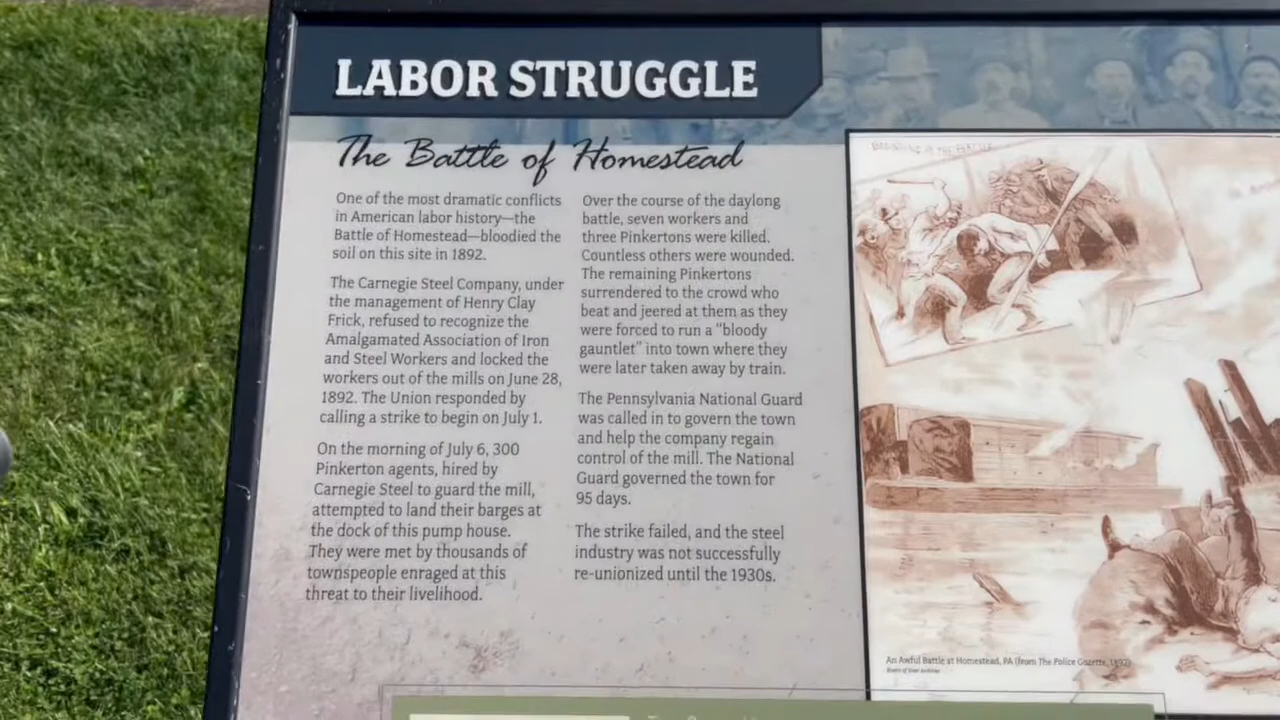 LABOR STRUGGLE
The Battle of Homestead
One of the most dramatic conflicts
in American labor history—the
Battle of Homestead—bloodied the
soil on this site in 1892.
The Carnegie Steel Company, under
the management of Henry Clay
Frick, refused to recognize the
Amalgamated Association of Iron
and Steel Workers and locked the
workers out of the mills on June 28,
1892. The Union responded by
calling a strike to begin on July 1.
On the morning of July 6, 300
Pinkerton agents, hired by
Carnegie Steel to guard the mill,
attempted to land their barges at
the dock of this pump house.
They were met by thousands of
townspeople enraged at this
threat to their livelihood.
Over the course of the daylong
battle, seven workers and
three Pinkertons were killed.
Countless others were wounded.
The remaining Pinkertons
surrendered to the crowd who
beat and jeered at them as they
were forced to run a "bloody
gauntlet" into town where they
were later taken away by train.
The Pennsylvania National Guard
was called in to govern the town
and help the company regain
control of the mill. The National
Guard governed the town for
95 days.
The strike failed, and the steel
industry was not successfully
re-unionized until the 1930s.
An Awful Battle at Homestead, PA (from The Police Gazette, 1892)